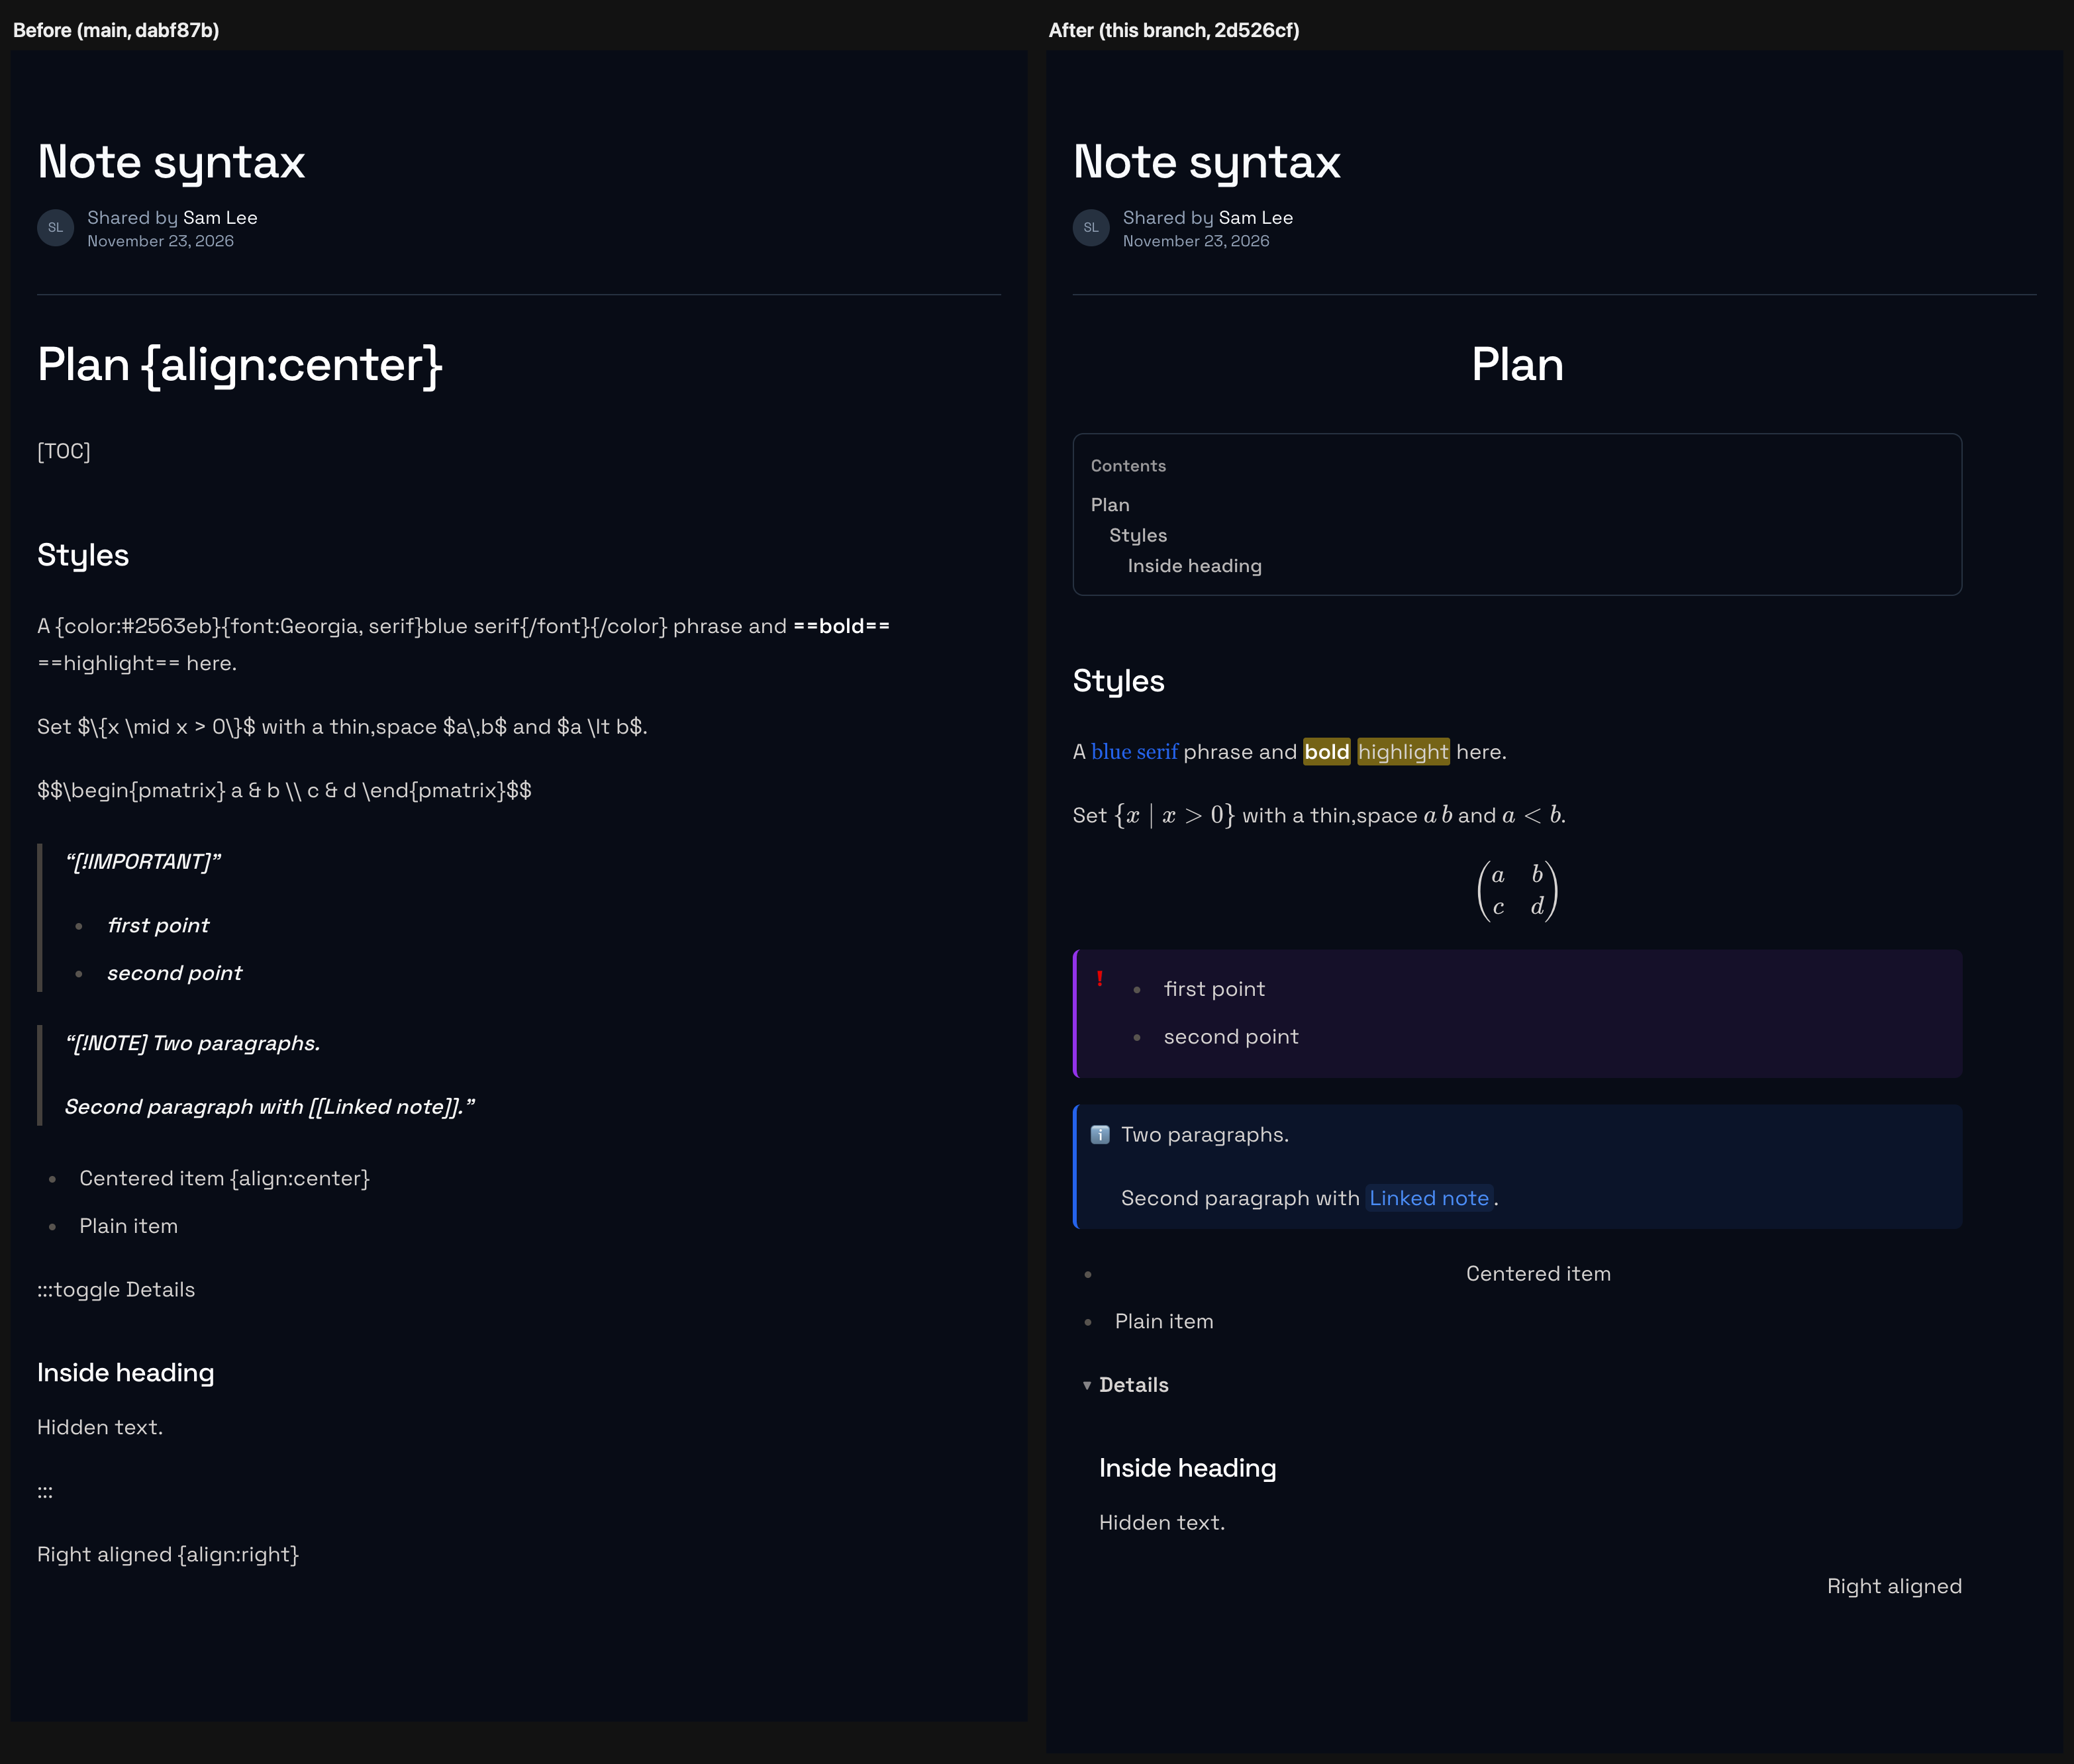 Before (main, dabf87b)
Note syntax
SL
Shared by Sam Lee
November 23, 2026
Plan {align:center}
[TOC]
Styles
A {color:#2563eb}{font:Georgia, serif}blue serif{/font}{/color} phrase and ==bold==
==highlight== here.
Set $\{x \mid x > 0\}$ with a thin,space $a\,b$ and $a \lt b$.
$$\begin{pmatrix} a & b \\ c & d \end{pmatrix}$$
“[!IMPORTANT]”
• first point
• second point
“[!NOTE] Two paragraphs.
Second paragraph with [[Linked note]].”
• Centered item {align:center}
• Plain item
:::toggle Details
Inside heading
Hidden text.
:::
Right aligned {align:right}
After (this branch, 2d526cf)
Note syntax
SL
Shared by Sam Lee
November 23, 2026
Plan
Contents
Plan
Styles
Inside heading
Styles
A blue serif phrase and bold highlight here.
Set {x | x > 0} with a thin,space a b and a < b.
a b
c d
❗
• first point
• second point
ℹ️ Two paragraphs.
Second paragraph with Linked note.
• Centered item
• Plain item
▾ Details
Inside heading
Hidden text.
Right aligned